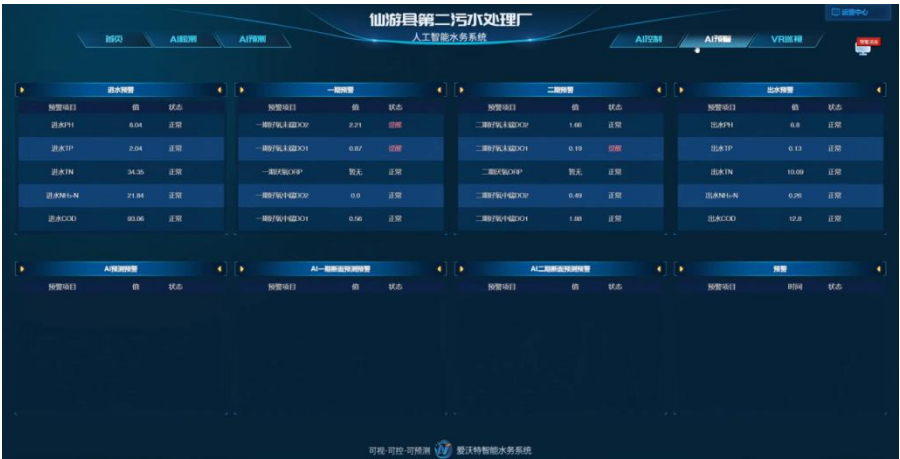 仙游县第二污水处理厂
人工智能水务系统
运营中心
首页 AI监测 AI预测 AI控制 AI预警 VR巡视
进水预警
预警项目 值 状态
进水PH 8.04 正常
进水TP 2.04 正常
进水TN 34.35 正常
进水NH₃-N 21.84 正常
进水COD 93.06 正常
一期预警
预警项目 值 状态
一期好氧末端DO2 2.21 提醒
一期好氧末端DO1 0.87 提醒
一期厌氧ORP 暂无 正常
一期好氧中端DO2 0.0 正常
一期好氧中端DO1 0.56 正常
二期预警
预警项目 值 状态
二期好氧末端DO2 1.66 正常
二期好氧末端DO1 0.19 提醒
二期厌氧ORP 暂无 正常
二期好氧中端DO2 0.49 正常
二期好氧中端DO1 1.88 正常
出水预警
预警项目 值 状态
出水PH 6.8 正常
出水TP 0.13 正常
出水TN 10.09 正常
出水NH₃-N 0.26 正常
出水COD 12.8 正常
AI预测预警
预警项目 值 状态
AI一期断面预测预警
预警项目 值 状态
AI二期断面预测预警
预警项目 值 状态
预警
预警项目 时间 状态
可视·可控·可预测 爱沃特智能水务系统